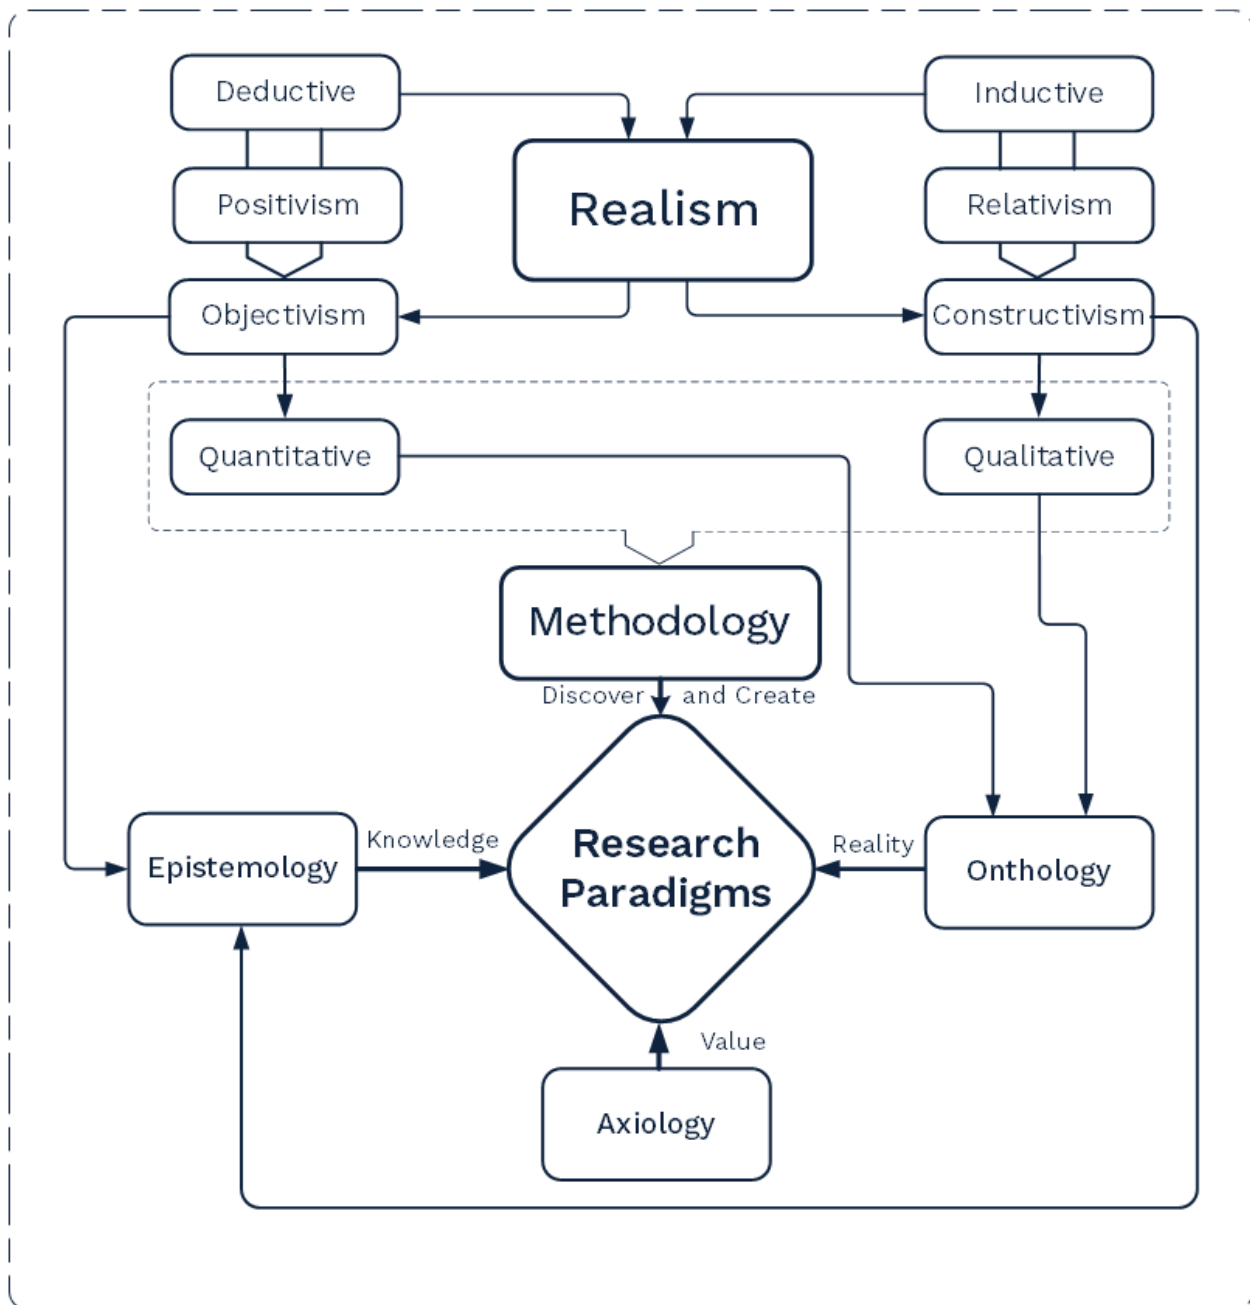 Deductive
Inductive
Positivism
Realism
Relativism
Objectivism
Constructivism
Quantitative
Qualitative
Methodology
Discover and Create
Knowledge
Research
Paradigms
Reality
Epistemology
Onthology
Value
Axiology